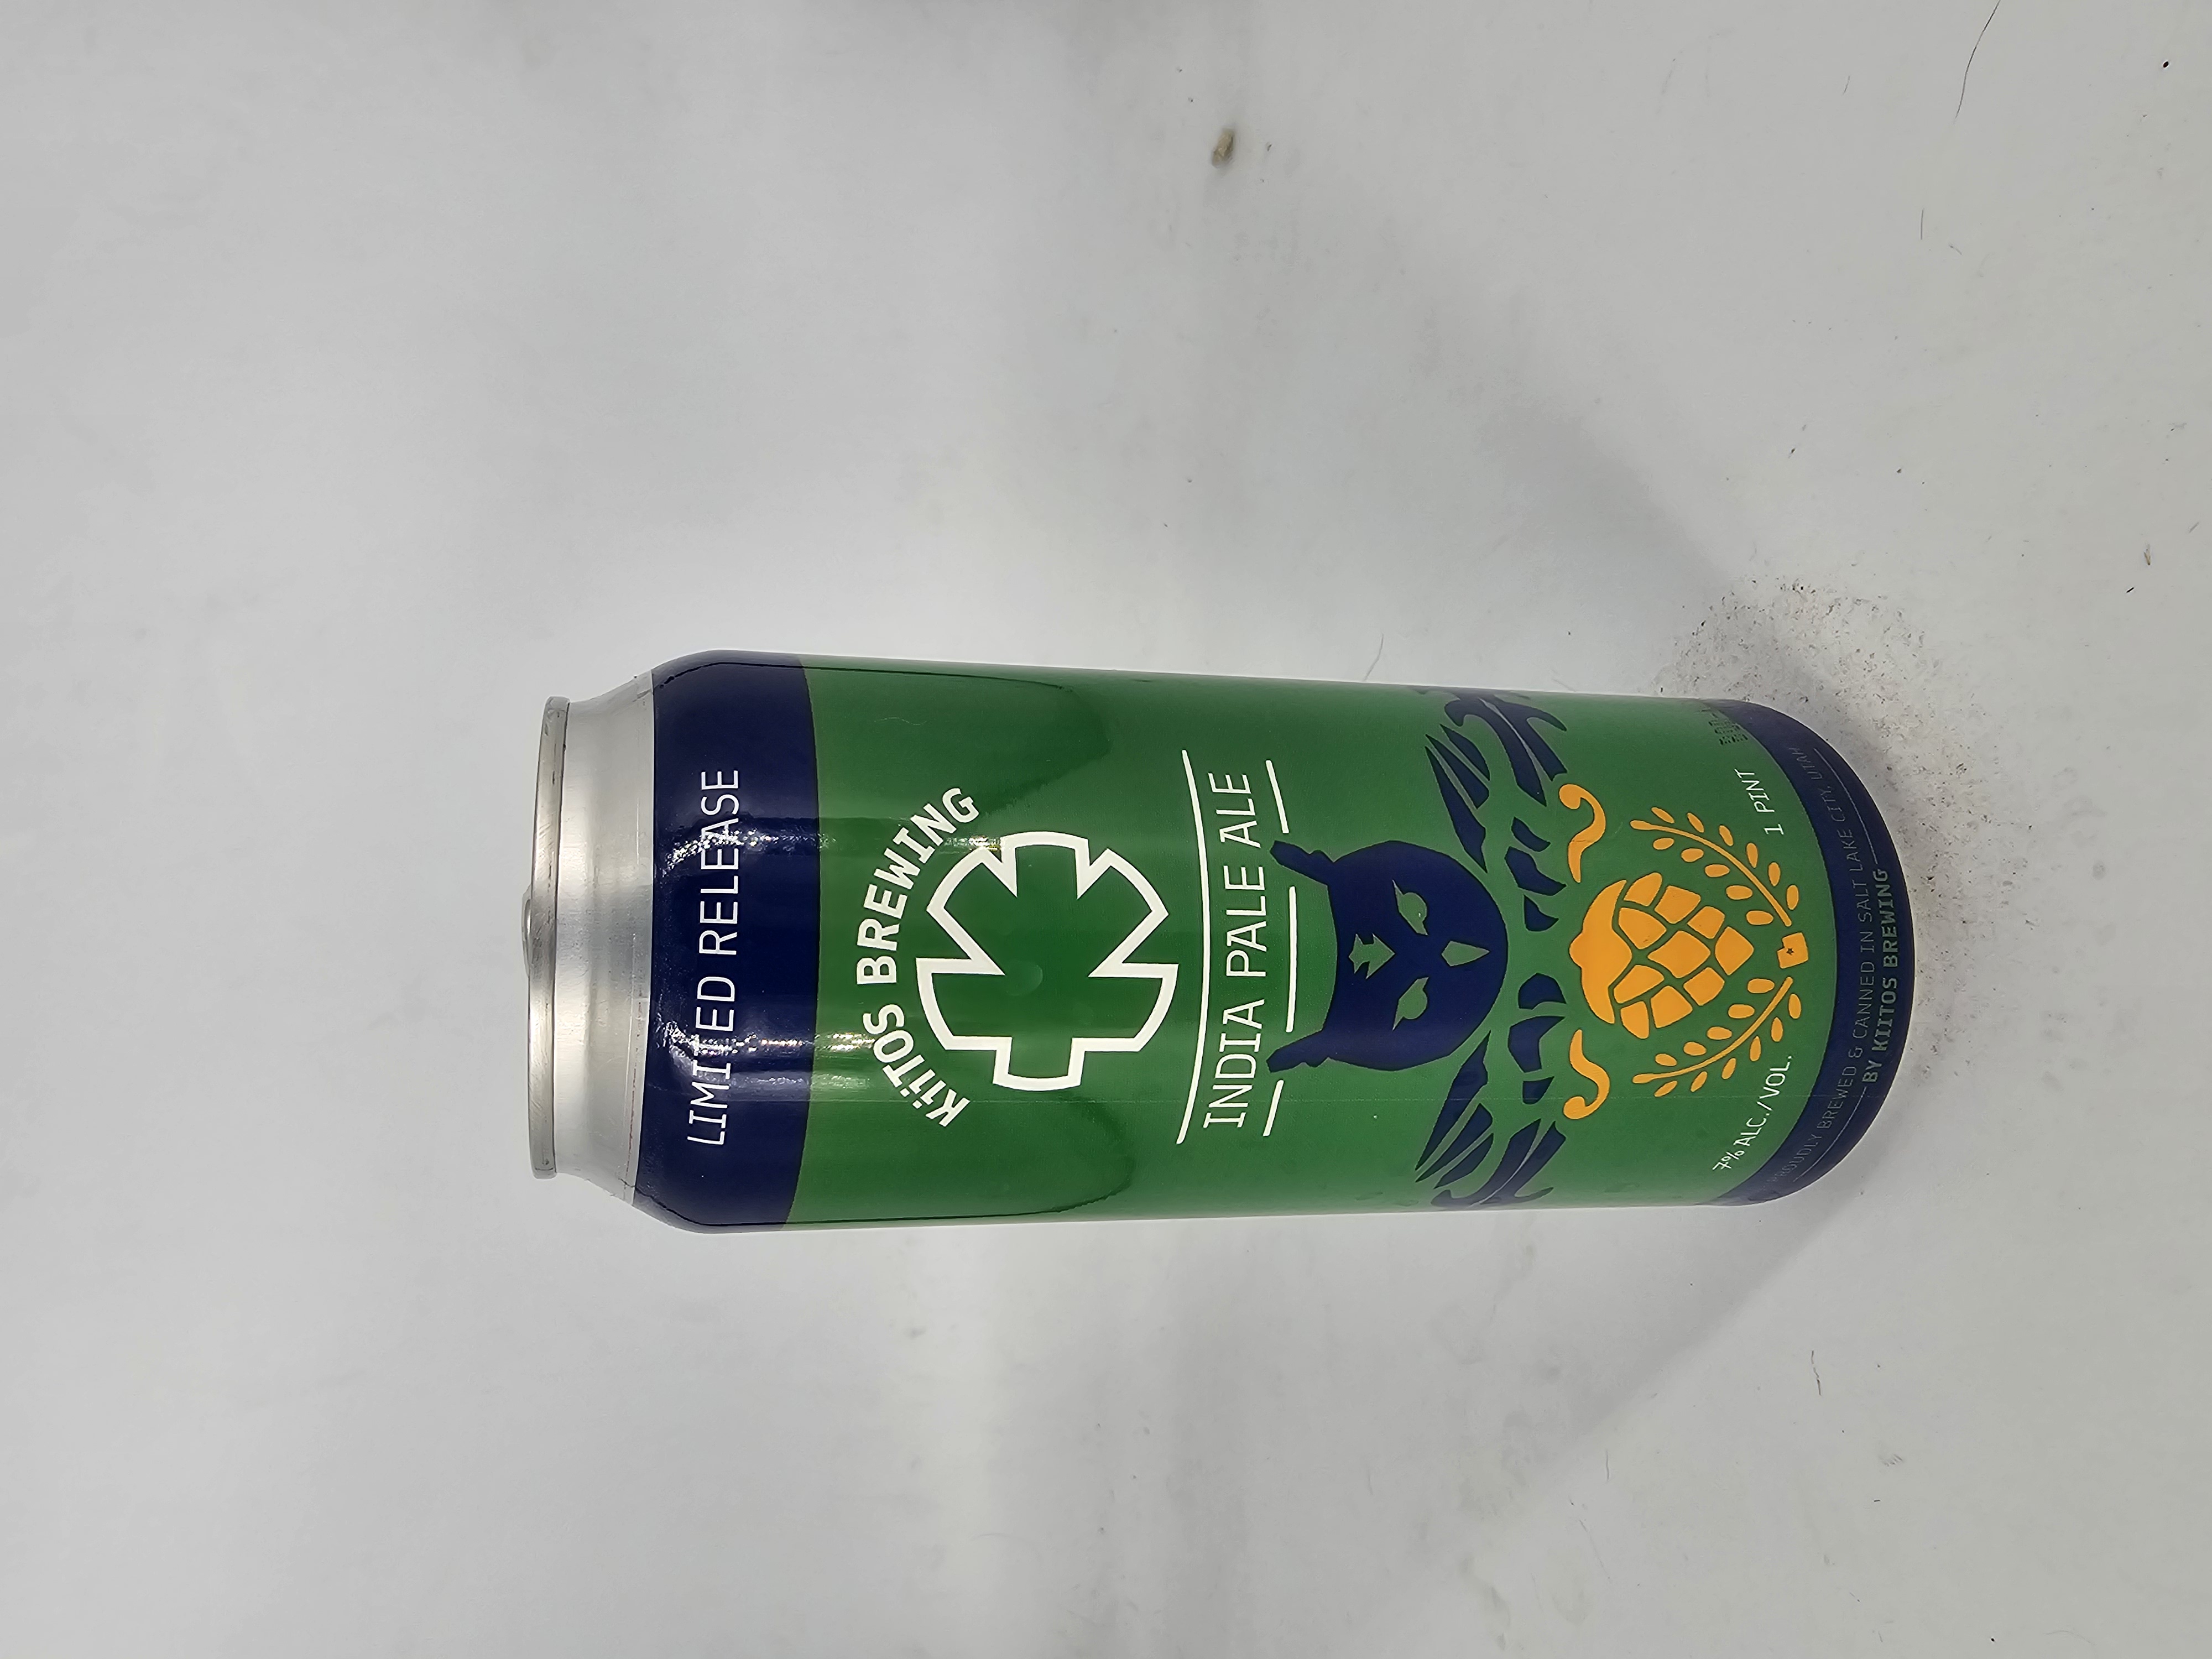 LIMITED RELEASE
KiiTOS BREWING
INDIA PALE ALE
7% ALC./VOL.
1 PINT
PROUDLY BREWED & CANNED IN SALT LAKE CITY, UTAH
BY KIITOS BREWING